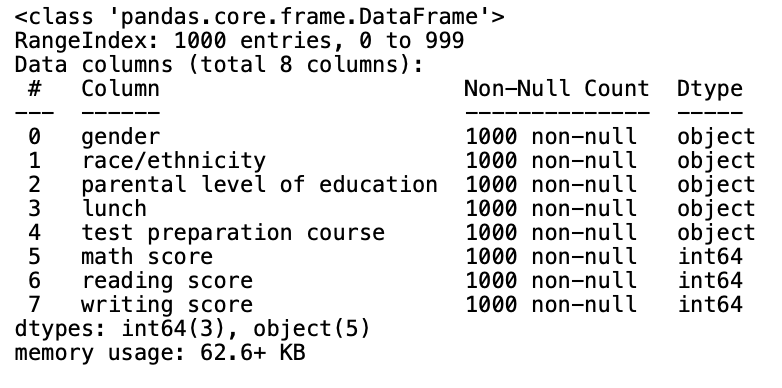 <class 'pandas.core.frame.DataFrame'>
RangeIndex: 1000 entries, 0 to 999
Data columns (total 8 columns):
 #   Column                       Non-Null Count  Dtype
---  ------                       --------------  -----
 0   gender                       1000 non-null   object
 1   race/ethnicity               1000 non-null   object
 2   parental level of education  1000 non-null   object
 3   lunch                        1000 non-null   object
 4   test preparation course      1000 non-null   object
 5   math score                   1000 non-null   int64
 6   reading score                1000 non-null   int64
 7   writing score                1000 non-null   int64
dtypes: int64(3), object(5)
memory usage: 62.6+ KB